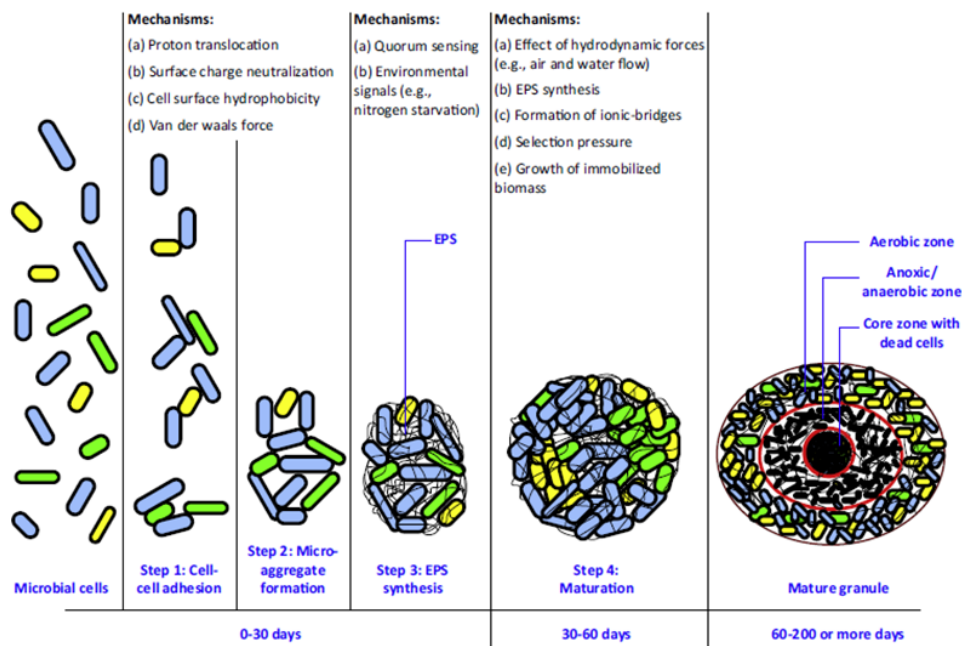 Mechanisms:
(a) Proton translocation
(b) Surface charge neutralization
(c) Cell surface hydrophobicity
(d) Van der waals force
Mechanisms:
(a) Quorum sensing
(b) Environmental
signals (e.g.,
nitrogen starvation)
Mechanisms:
(a) Effect of hydrodynamic forces
(e.g., air and water flow)
(b) EPS synthesis
(c) Formation of ionic-bridges
(d) Selection pressure
(e) Growth of immobilized
biomass
EPS
Aerobic zone
Anoxic/
anaerobic zone
Core zone with
dead cells
Microbial cells
Step 1: Cell-
cell adhesion
Step 2: Micro-
aggregate
formation
Step 3: EPS
synthesis
Step 4:
Maturation
Mature granule
0-30 days
30-60 days
60-200 or more days